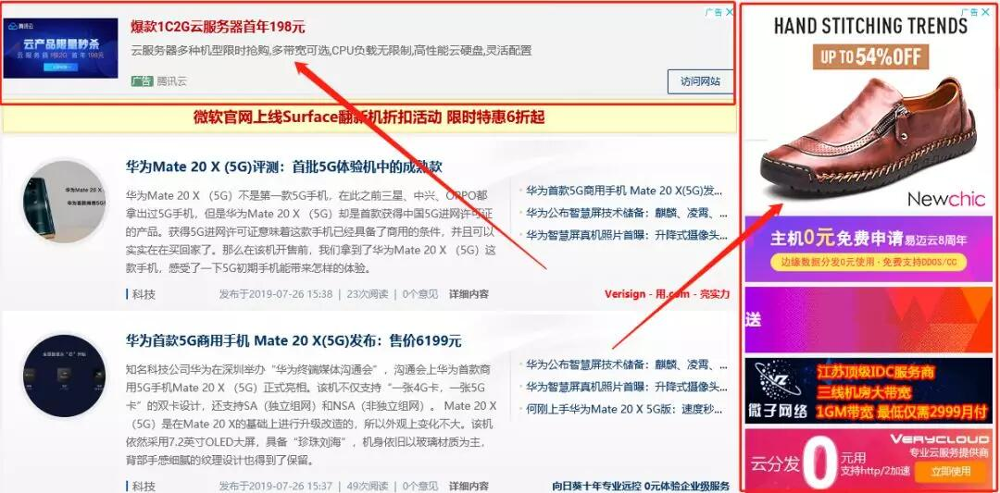 腾讯云
云产品限量秒杀
云服务器 1核2G 首年198元
爆款1C2G云服务器首年198元
云服务器多种机型限时抢购,多带宽可选,CPU负载无限制,高性能云硬盘,灵活配置
广告 腾讯云
广告
访问网站
微软官网上线Surface翻新机折扣活动 限时特惠6折起
华为Mate 20 X (5G)评测：首批5G体验机中的成熟款
华为Mate 20 X （5G）不是第一款5G手机，在此之前三星、中兴、OPPO都
拿出过5G手机，但是华为Mate 20 X （5G）却是首款获得中国5G进网许可证
的产品。获得5G进网许可证意味着这款手机已经具备了商用的条件，并且可以
实实在在买回家了。那么在该机开售前，我们拿到了华为Mate 20 X （5G）这
款手机，感受了一下5G初期手机能带来怎样的体验。
科技
发布于2019-07-26 15:38 | 23次阅读 | 0个意见 详细内容
华为首款5G商用手机 Mate 20 X(5G)发...
华为公布智慧屏技术储备：麒麟、凌霄、...
华为智慧屏真机照片首曝：升降式摄像头...
Verisign - 用.com - 亮实力
华为首款5G商用手机 Mate 20 X(5G)发布：售价6199元
知名科技公司华为在深圳举办“华为终端媒体沟通会”，沟通会上华为首款商
用5G手机Mate 20 X （5G）正式亮相。该机不仅支持“一张4G卡，一张5G
卡”的双卡设计，还支持SA（独立组网）和NSA（非独立组网）。 Mate 20 X
（5G）是在Mate 20 X的基础上进行升级改造的，所以外观上变化不大。该机
依然采用7.2英寸OLED大屏，具备“珍珠刘海”，机身依旧以玻璃材质为主，
背部手感细腻的纹理设计也得到了保留。
科技
发布于2019-07-26 15:37 | 49次阅读 | 0个意见 详细内容
华为公布智慧屏技术储备：麒麟、凌霄、...
华为智慧屏真机照片首曝：升降式摄像头...
何刚上手华为Mate 20 X 5G版：速度秒...
向日葵十年专业远控 0元体验企业级服务
广告
HAND STITCHING TRENDS
UP TO 54%OFF
Newchic
主机0元免费申请 易迈云8周年
边缘数据分发0元使用 · 免费支持DDOS/CC
送
微子网络
江苏顶级IDC服务商
三线机房大带宽
1GM带宽 最低仅需2999月付
VERYCLOUD
专业云服务提供商
云分发0元用
支持http/2加速
立即使用